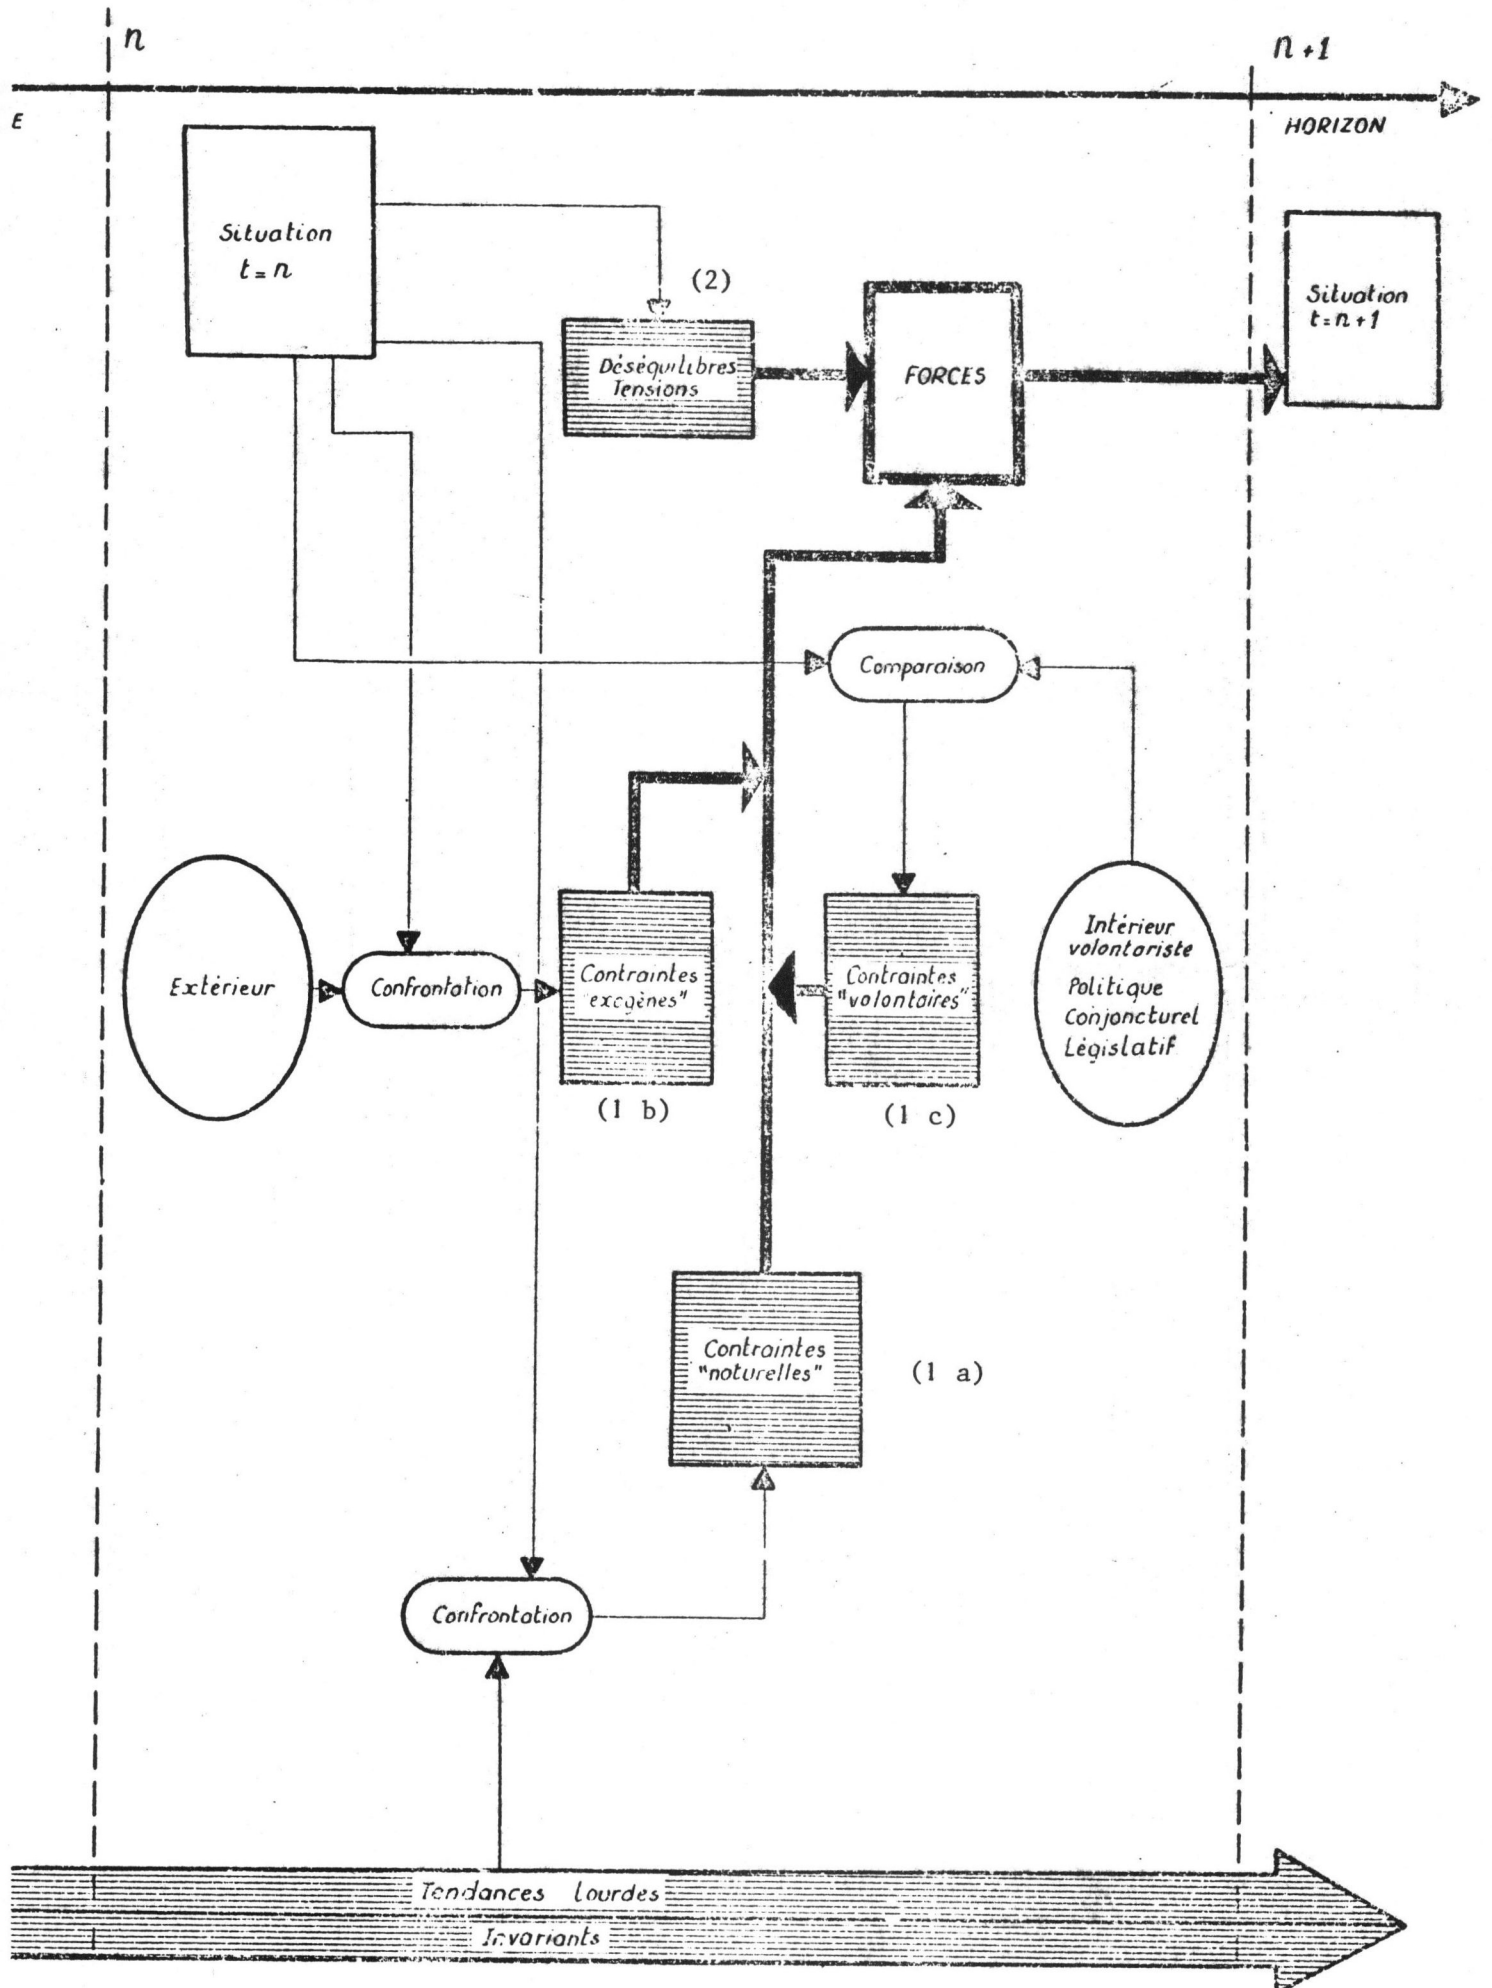 n
n+1
E
HORIZON
Situation
t=n
(2)
Situation
t=n+1
Déséquilibres
Tensions
FORCES
Comparaison
Extérieur
Confrontation
Contraintes
"exogènes"
Contraintes
"volontaires"
Intérieur
volontariste
Politique
Conjoncturel
Législatif
(1 b)
(1 c)
Contraintes
"naturelles"
(1 a)
Confrontation
Tendances Lourdes
Invariants